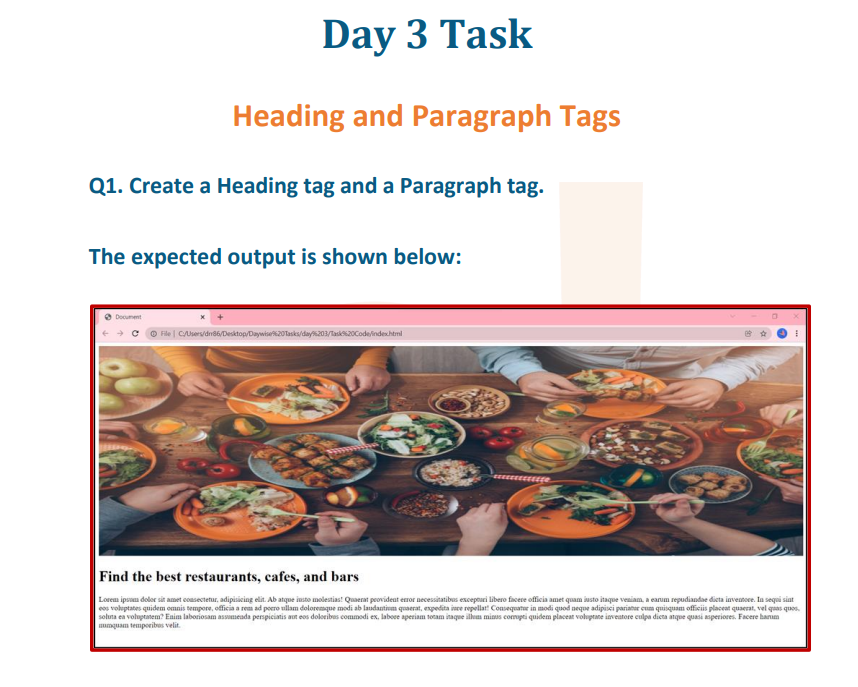 Day 3 Task
Heading and Paragraph Tags
Q1. Create a Heading tag and a Paragraph tag.
The expected output is shown below:
Document
File | C:/Users/drr86/Desktop/Daywise%20Tasks/day%203/Task%20Code/index.html
Find the best restaurants, cafes, and bars
Lorem ipsum dolor sit amet consectetur, adipisicing elit. Ab atque iusto molestias! Quaerat provident error necessitatibus excepturi libero facere officia amet quam iusto itaque veniam, a earum repudiandae dicta inventore. In sequi sint
eos voluptates quidem omnis tempore, officia a rem ad porro ullam doloremque modi ab laudantium quaerat, expedita iure repellat! Consequatur in modi quod neque adipisci pariatur cum quisquam officiis placeat quaerat, vel quas quos,
soluta ea voluptatem? Enim laboriosam assumenda perspiciatis aut eos doloribus commodi ex, labore aperiam totam itaque illum minus corrupti quidem placeat voluptate inventore culpa dicta atque quasi asperiores. Facere harum
numquam temporibus velit.